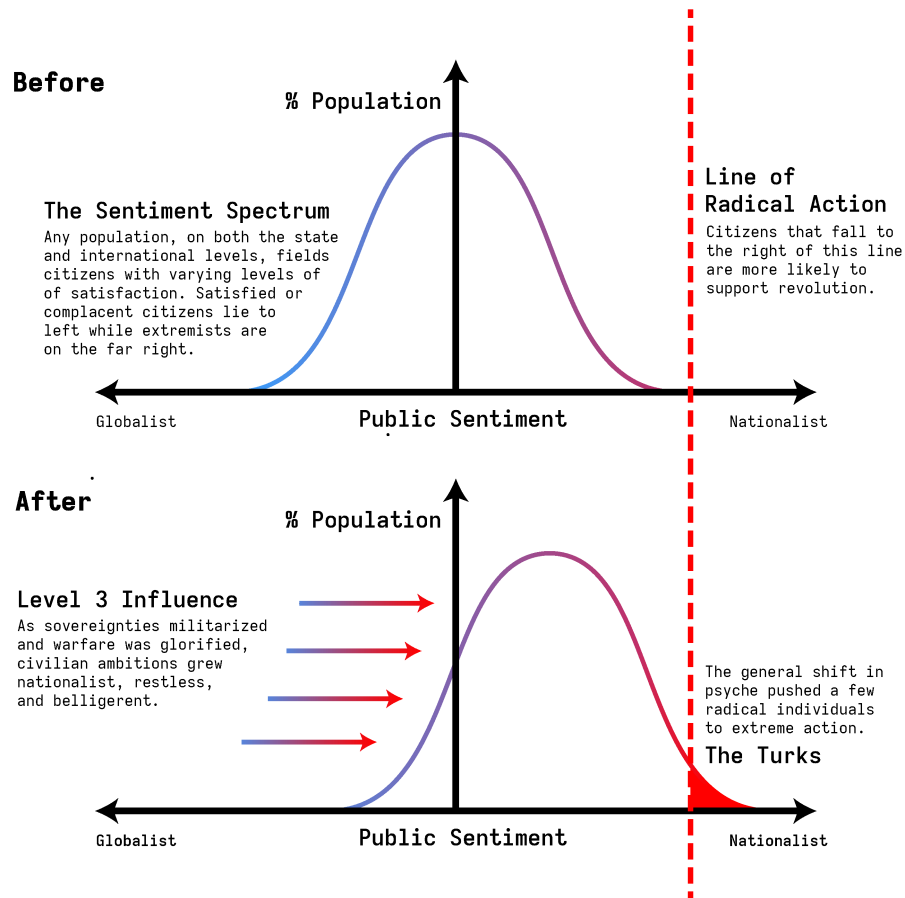 Before
% Population
The Sentiment Spectrum
Any population, on both the state
and international levels, fields
citizens with varying levels of
of satisfaction. Satisfied or
complacent citizens lie to
left while extremists are
on the far right.
Line of
Radical Action
Citizens that fall to
the right of this line
are more likely to
support revolution.
Globalist
Public Sentiment
Nationalist
After
% Population
Level 3 Influence
As sovereignties militarized
and warfare was glorified,
civilian ambitions grew
nationalist, restless,
and belligerent.
The general shift in
psyche pushed a few
radical individuals
to extreme action.
The Turks
Globalist
Public Sentiment
Nationalist